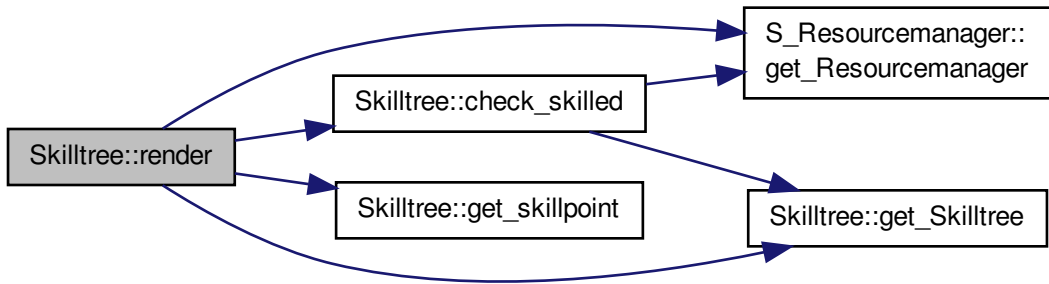 S_Resourcemanager::
get_Resourcemanager
Skilltree::check_skilled
Skilltree::render
Skilltree::get_skillpoint
Skilltree::get_Skilltree